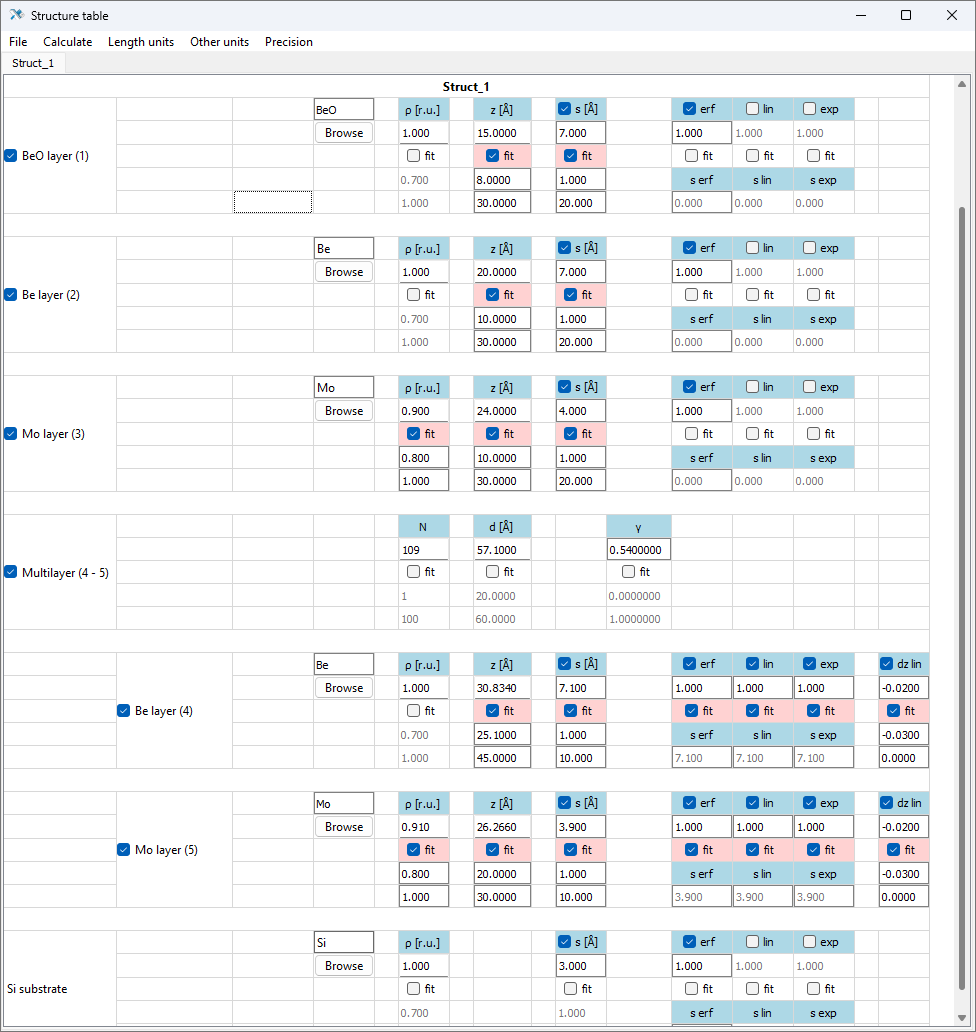 Structure table
File Calculate Length units Other units Precision
Struct_1
Struct_1
BeO ρ [r.u.] z [Å] s [Å] erf lin exp
Browse 1.000 15.0000 7.000 1.000 1.000 1.000
BeO layer (1) fit fit fit fit fit fit
0.700 8.0000 1.000 s erf s lin s exp
1.000 30.0000 20.000 0.000 0.000 0.000
Be ρ [r.u.] z [Å] s [Å] erf lin exp
Browse 1.000 20.0000 7.000 1.000 1.000 1.000
Be layer (2) fit fit fit fit fit fit
0.700 10.0000 1.000 s erf s lin s exp
1.000 30.0000 20.000 0.000 0.000 0.000
Mo ρ [r.u.] z [Å] s [Å] erf lin exp
Browse 0.900 24.0000 4.000 1.000 1.000 1.000
Mo layer (3) fit fit fit fit fit fit
0.800 10.0000 1.000 s erf s lin s exp
1.000 30.0000 20.000 0.000 0.000 0.000
N d [Å] γ
109 57.1000 0.5400000
Multilayer (4 - 5) fit fit fit
1 20.0000 0.0000000
100 60.0000 1.0000000
Be ρ [r.u.] z [Å] s [Å] erf lin exp dz lin
Browse 1.000 30.8340 7.100 1.000 1.000 1.000 -0.0200
Be layer (4) fit fit fit fit fit fit fit
0.700 25.1000 1.000 s erf s lin s exp -0.0300
1.000 45.0000 10.000 7.100 7.100 7.100 0.0000
Mo ρ [r.u.] z [Å] s [Å] erf lin exp dz lin
Browse 0.910 26.2660 3.900 1.000 1.000 1.000 -0.0200
Mo layer (5) fit fit fit fit fit fit fit
0.800 20.0000 1.000 s erf s lin s exp -0.0300
1.000 30.0000 10.000 3.900 3.900 3.900 0.0000
Si ρ [r.u.] s [Å] erf lin exp
Browse 1.000 3.000 1.000 1.000 1.000
Si substrate fit fit fit fit fit
0.700 1.000 s erf s lin s exp